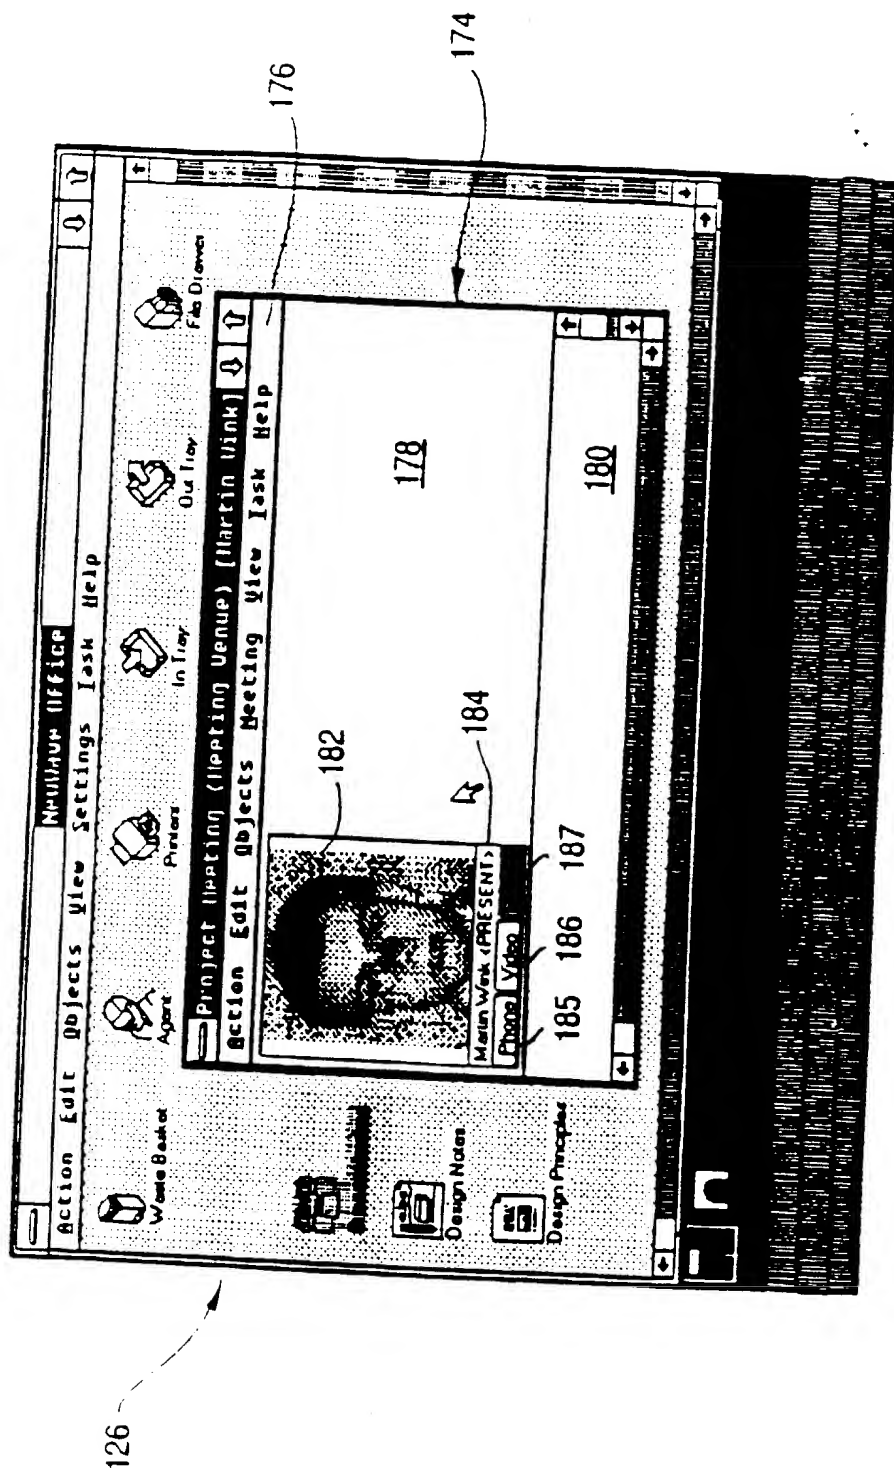 NewWave Office
Action Edit Objects View Settings Task Help
Waste Basket
Agent
Printers
In Tray
Out Tray
File Drawer
Project Meeting (Meeting Venue) [Martin Wink]
Action Edit Objects Meeting View Task Help
Martin Wink <PRESENT>
Phone Video
Design Notes
Design Principles
126
174
176
178
180
182
184
185
186
187